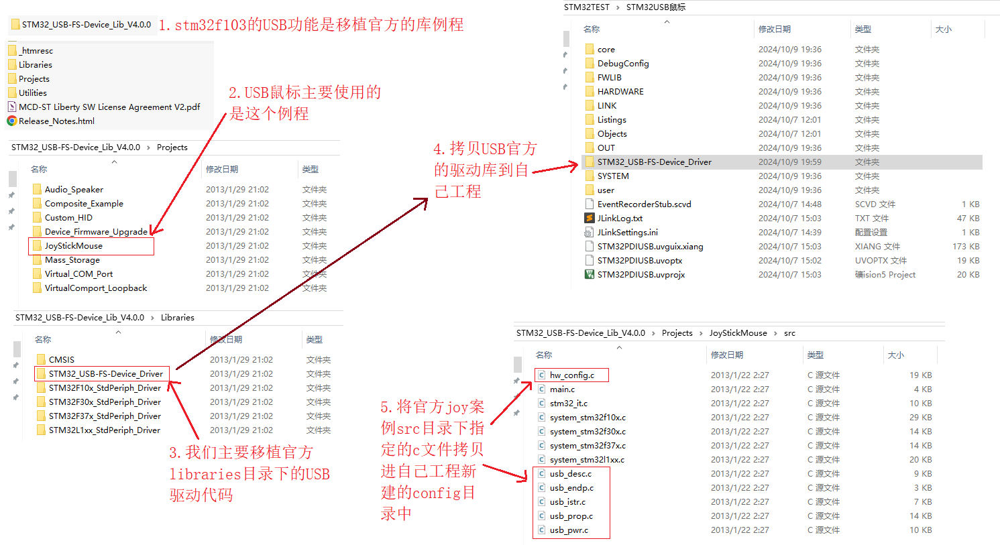 STM32_USB-FS-Device_Lib_V4.0.0
1.stm32f103的USB功能是移植官方的库例程
_htmresc
Libraries
Projects
Utilities
MCD-ST Liberty SW License Agreement V2.pdf
Release_Notes.html
2.USB鼠标主要使用的
是这个例程
STM32_USB-FS-Device_Lib_V4.0.0 › Projects
名称 修改日期 类型
Audio_Speaker 2013/1/29 21:02 文件夹
Composite_Example 2013/1/29 21:02 文件夹
Custom_HID 2013/1/29 21:02 文件夹
Device_Firmware_Upgrade 2013/1/29 21:02 文件夹
JoyStickMouse 2013/1/29 21:02 文件夹
Mass_Storage 2013/1/29 21:02 文件夹
Virtual_COM_Port 2013/1/29 21:02 文件夹
VirtualComport_Loopback 2013/1/29 21:02 文件夹
STM32_USB-FS-Device_Lib_V4.0.0 › Libraries
名称 修改日期 类型
CMSIS 2013/1/29 21:02 文件夹
STM32_USB-FS-Device_Driver 2013/1/29 21:02 文件夹
STM32F10x_StdPeriph_Driver 2013/1/29 21:02 文件夹
STM32F30x_StdPeriph_Driver 2013/1/29 21:02 文件夹
STM32F37x_StdPeriph_Driver 2013/1/29 21:02 文件夹
STM32L1xx_StdPeriph_Driver 2013/1/29 21:02 文件夹
3.我们主要移植官方
libraries目录下的USB
驱动代码
4.拷贝USB官方
的驱动库到自
己工程
STM32TEST › STM32USB鼠标
名称 修改日期 类型 大小
core 2024/10/9 19:36 文件夹
DebugConfig 2024/10/9 19:36 文件夹
FWLIB 2024/10/9 19:36 文件夹
HARDWARE 2024/10/9 19:36 文件夹
LINK 2024/10/9 19:36 文件夹
Listings 2024/10/7 12:01 文件夹
Objects 2024/10/7 12:01 文件夹
OUT 2024/10/9 19:36 文件夹
STM32_USB-FS-Device_Driver 2024/10/9 19:59 文件夹
SYSTEM 2024/10/9 19:36 文件夹
user 2024/10/9 19:36 文件夹
EventRecorderStub.scvd 2024/10/7 14:48 SCVD 文件 1 KB
JLinkLog.txt 2024/10/7 15:03 TXT 文件 47 KB
JLinkSettings.ini 2024/10/7 14:39 配置设置 1 KB
STM32PDIUSB.uvguix.xiang 2024/10/7 15:03 XIANG 文件 173 KB
STM32PDIUSB.uvoptx 2024/10/7 15:02 UVOPTX 文件 19 KB
STM32PDIUSB.uvprojx 2024/10/7 15:03 礦ision5 Project 20 KB
5.将官方joy案
例src目录下指
定的c文件拷贝
进自己工程新
建的config目
录中
STM32_USB-FS-Device_Lib_V4.0.0 › Projects › JoyStickMouse › src
名称 修改日期 类型 大小
hw_config.c 2013/1/22 2:27 C 源文件 19 KB
main.c 2013/1/22 2:27 C 源文件 4 KB
stm32_it.c 2013/1/22 2:27 C 源文件 10 KB
system_stm32f10x.c 2013/1/22 2:27 C 源文件 29 KB
system_stm32f30x.c 2013/1/22 2:27 C 源文件 14 KB
system_stm32f37x.c 2013/1/22 2:27 C 源文件 14 KB
system_stm32l1xx.c 2013/1/22 2:27 C 源文件 20 KB
usb_desc.c 2013/1/22 2:27 C 源文件 9 KB
usb_endp.c 2013/1/22 2:27 C 源文件 3 KB
usb_istr.c 2013/1/22 2:27 C 源文件 7 KB
usb_prop.c 2013/1/22 2:27 C 源文件 14 KB
usb_pwr.c 2013/1/22 2:27 C 源文件 10 KB